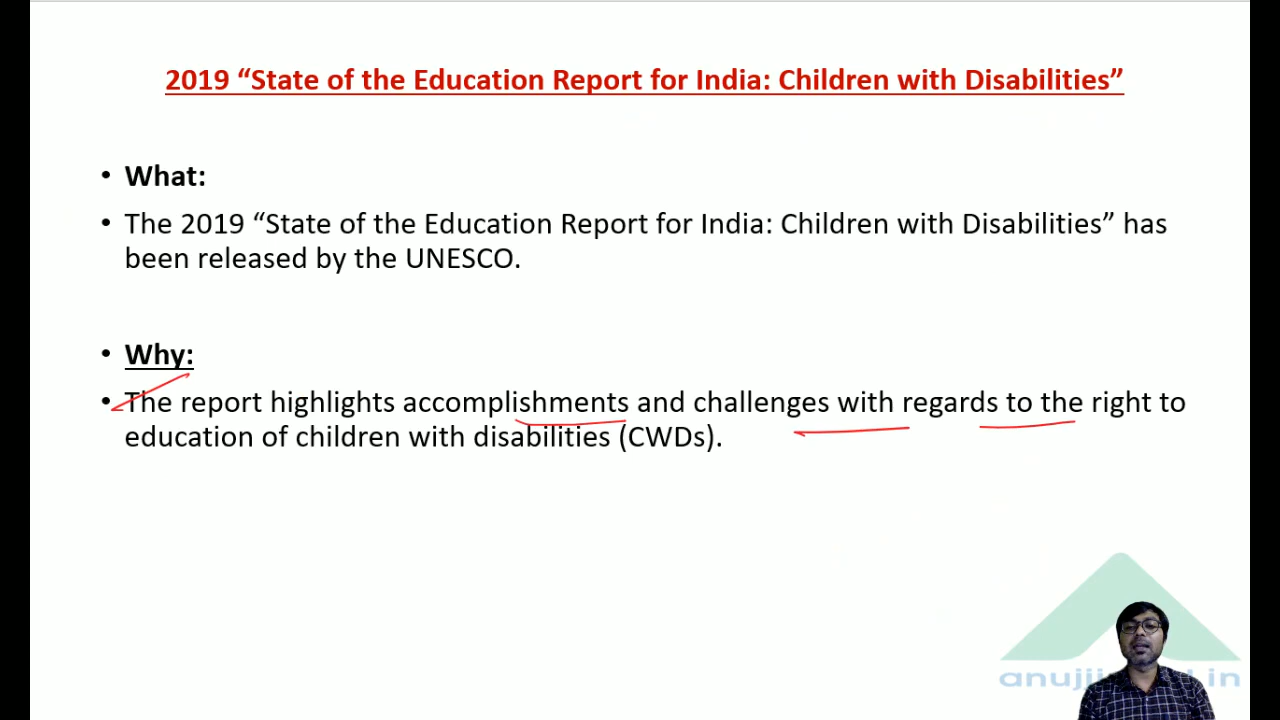 2019 “State of the Education Report for India: Children with Disabilities”
• What:
• The 2019 “State of the Education Report for India: Children with Disabilities” has
been released by the UNESCO.
• Why:
• The report highlights accomplishments and challenges with regards to the right to
education of children with disabilities (CWDs).